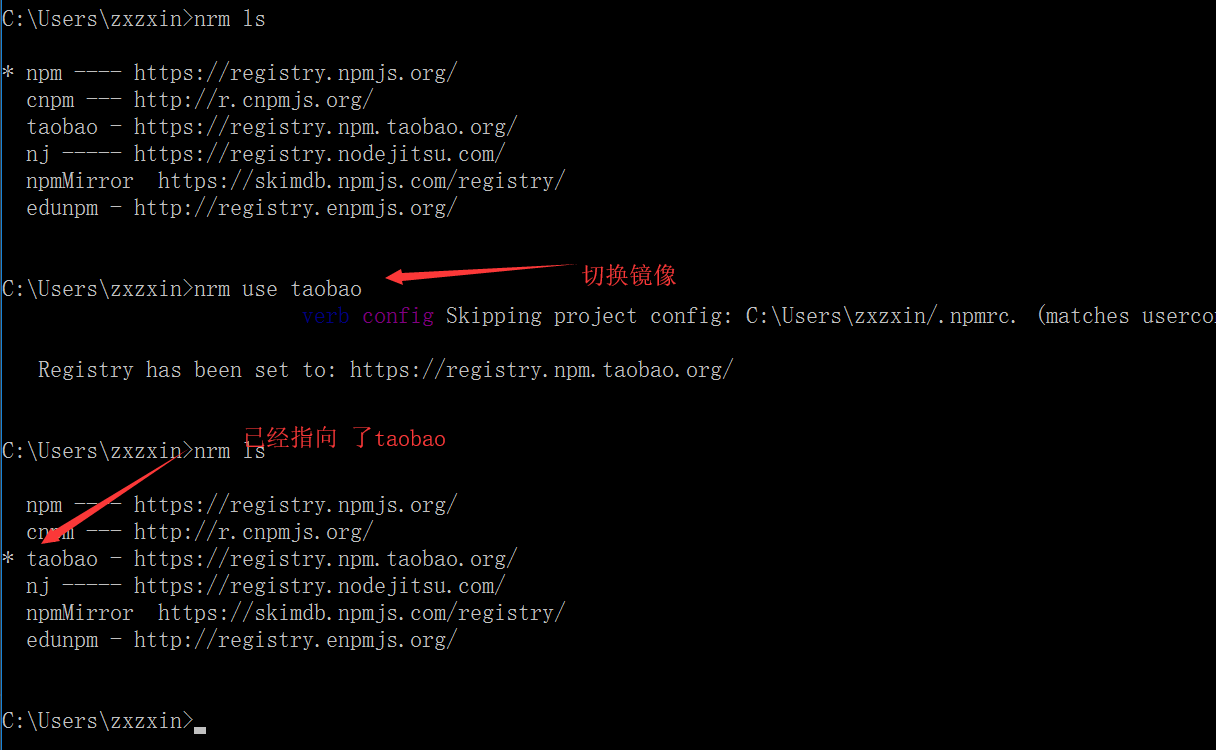 C:\Users\zxzxin>nrm ls
* npm ---- https://registry.npmjs.org/
cnpm --- http://r.cnpmjs.org/
taobao - https://registry.npm.taobao.org/
nj ----- https://registry.nodejitsu.com/
npmMirror  https://skimdb.npmjs.com/registry/
edunpm - http://registry.enpmjs.org/
切换镜像
C:\Users\zxzxin>nrm use taobao
verb config Skipping project config: C:\Users\zxzxin/.npmrc. (matches userco
Registry has been set to: https://registry.npm.taobao.org/
已经指向 了taobao
C:\Users\zxzxin>nrm ls
npm ---- https://registry.npmjs.org/
cnpm --- http://r.cnpmjs.org/
* taobao - https://registry.npm.taobao.org/
nj ----- https://registry.nodejitsu.com/
npmMirror  https://skimdb.npmjs.com/registry/
edunpm - http://registry.enpmjs.org/
C:\Users\zxzxin>